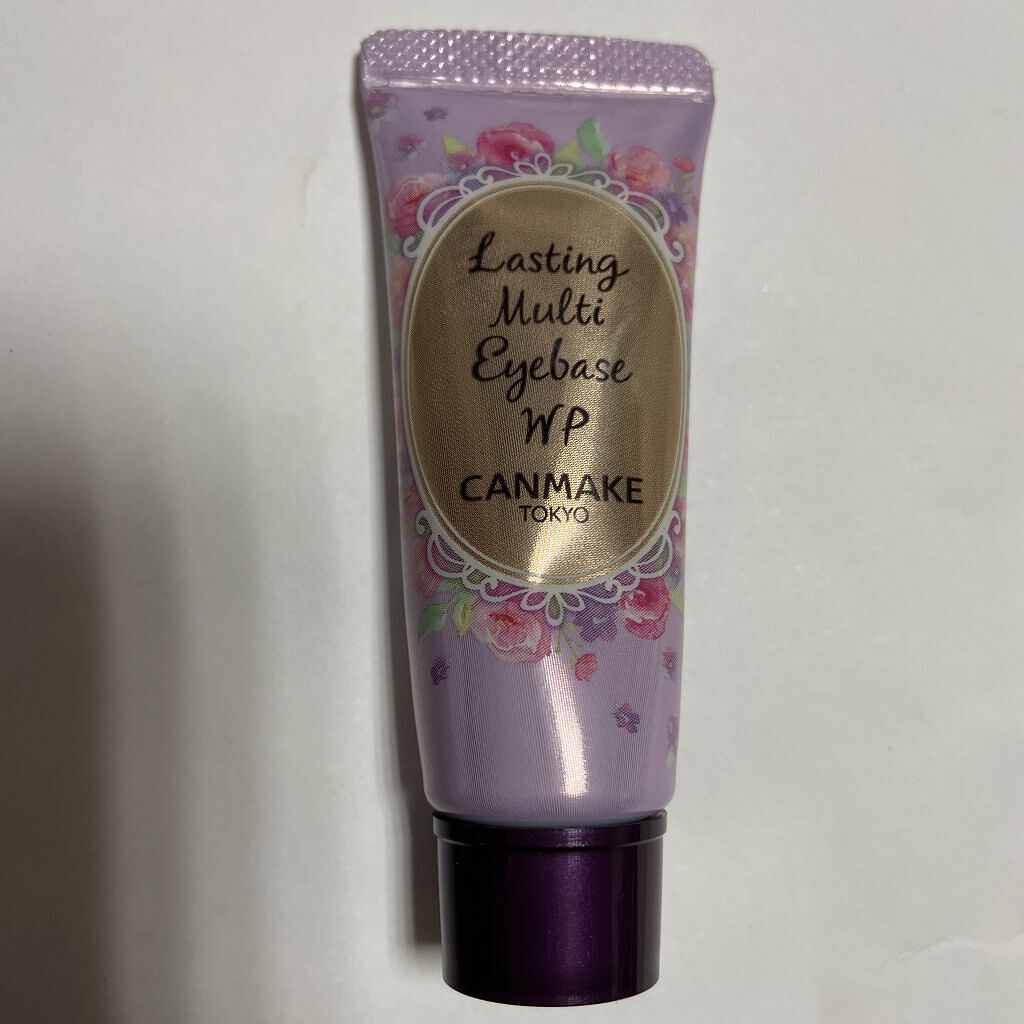 Lasting
Multi
Eyebase
WP
CANMAKE
TOKYO